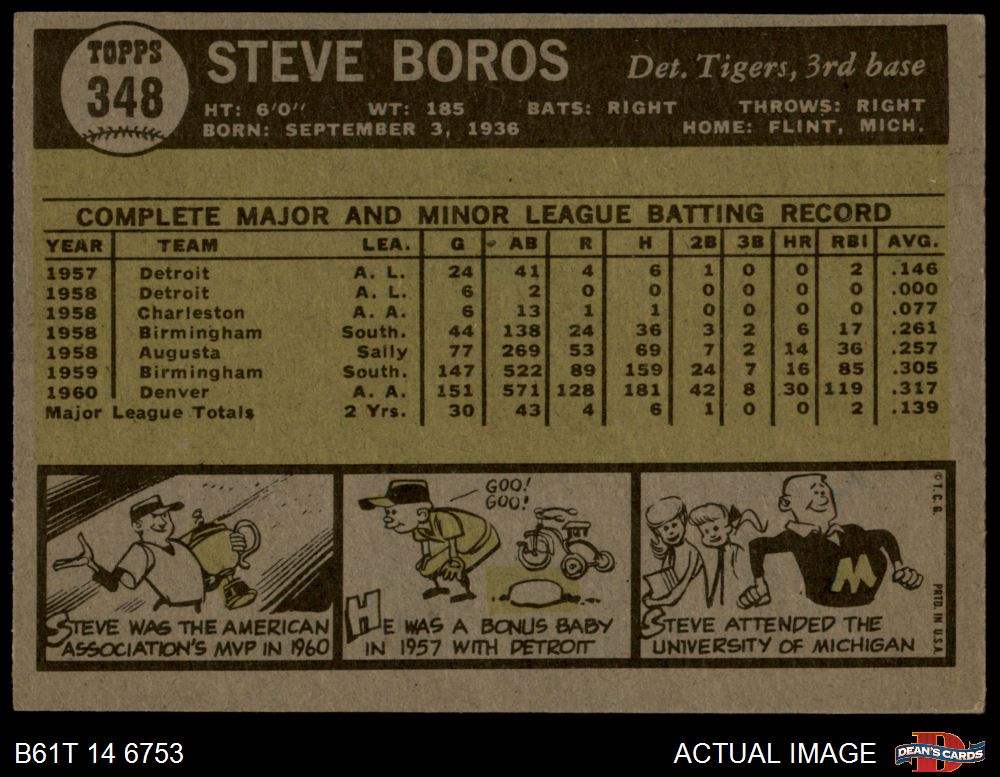 TOPPS
348
STEVE BOROS Det. Tigers, 3rd base
HT: 6'0" WT: 185 BATS: RIGHT THROWS: RIGHT
BORN: SEPTEMBER 3, 1936 HOME: FLINT, MICH.
COMPLETE MAJOR AND MINOR LEAGUE BATTING RECORD
YEAR TEAM LEA. G AB R H 2B 3B HR RBI AVG.
1957 Detroit A. L. 24 41 4 6 1 0 0 2 .146
1958 Detroit A. L. 6 2 0 0 0 0 0 0 .000
1958 Charleston A. A. 6 13 1 1 0 0 0 0 .077
1958 Birmingham South. 44 138 24 36 3 2 6 17 .261
1958 Augusta Sally 77 269 53 69 7 2 14 36 .257
1959 Birmingham South. 147 522 89 159 24 7 16 85 .305
1960 Denver A. A. 151 571 128 181 42 8 30 119 .317
Major League Totals 2 Yrs. 30 43 4 6 1 0 0 2 .139
STEVE WAS THE AMERICAN
ASSOCIATION'S MVP IN 1960
GOO!
GOO!
HE WAS A BONUS BABY
IN 1957 WITH DETROIT
M
STEVE ATTENDED THE
UNIVERSITY OF MICHIGAN
© T. C. G. PRTD. IN U.S.A.
B61T 14 6753 ACTUAL IMAGE
D
DEAN'S CARDS